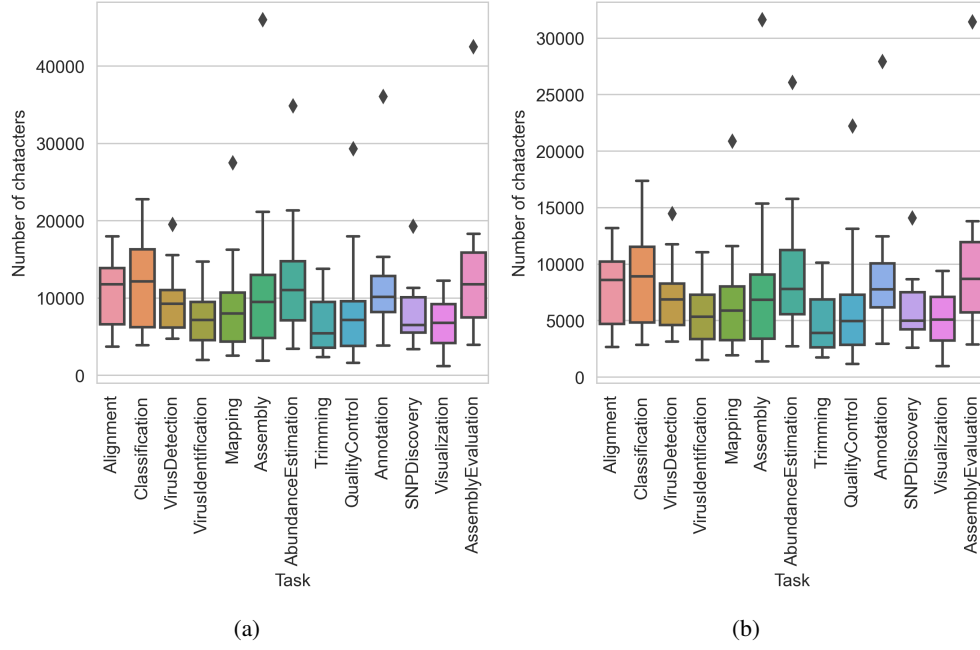 Number of chatacters
40000
30000
20000
10000
0
Alignment
Classification
VirusDetection
VirusIdentification
Mapping
Assembly
AbundanceEstimation
Trimming
QualityControl
Annotation
SNPDiscovery
Visualization
AssemblyEvaluation
Task
(a)
Number of chatacters
30000
25000
20000
15000
10000
5000
0
Alignment
Classification
VirusDetection
VirusIdentification
Mapping
Assembly
AbundanceEstimation
Trimming
QualityControl
Annotation
SNPDiscovery
Visualization
AssemblyEvaluation
Task
(b)